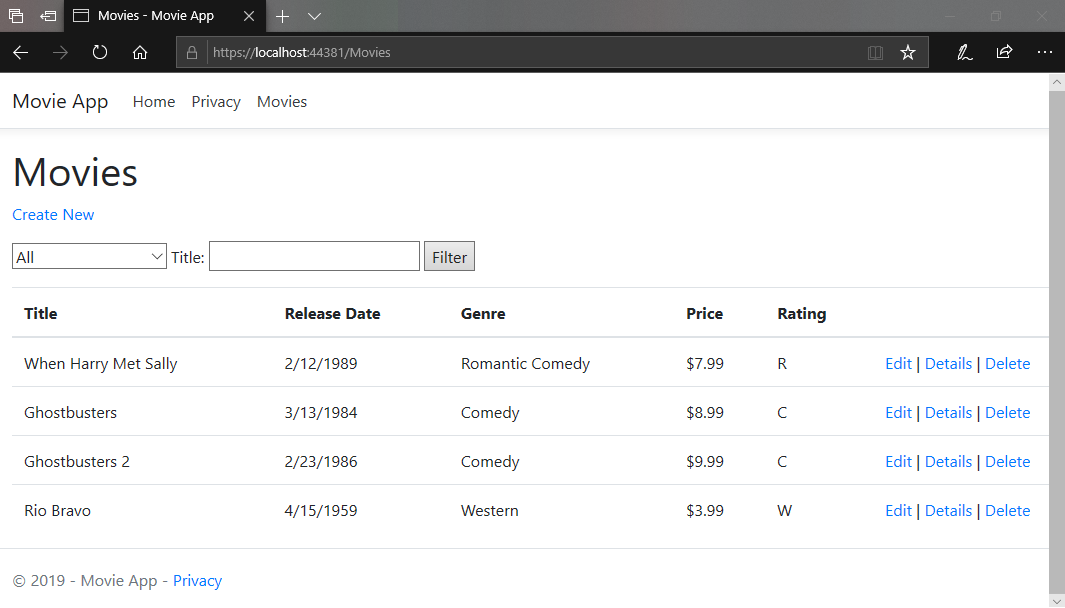 Movies - Movie App
https://localhost:44381/Movies
Movie App Home Privacy Movies
Movies
Create New
All Title: Filter
Title Release Date Genre Price Rating
When Harry Met Sally 2/12/1989 Romantic Comedy $7.99 R Edit | Details | Delete
Ghostbusters 3/13/1984 Comedy $8.99 C Edit | Details | Delete
Ghostbusters 2 2/23/1986 Comedy $9.99 C Edit | Details | Delete
Rio Bravo 4/15/1959 Western $3.99 W Edit | Details | Delete
© 2019 - Movie App - Privacy